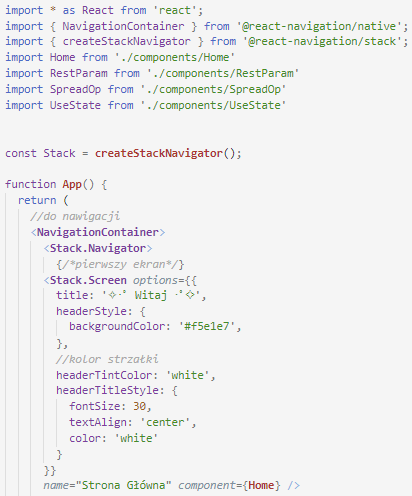 import * as React from 'react';
import { NavigationContainer } from '@react-navigation/native';
import { createStackNavigator } from '@react-navigation/stack';
import Home from './components/Home'
import RestParam from './components/RestParam'
import SpreadOp from './components/SpreadOp'
import UseState from './components/UseState'
const Stack = createStackNavigator();
function App() {
return (
//do nawigacji
<NavigationContainer>
<Stack.Navigator>
{/*pierwszy ekran*/}
<Stack.Screen options={{
title: '✧･ﾟ Witaj ･ﾟ✧',
headerStyle: {
backgroundColor: '#f5e1e7',
},
//kolor strzałki
headerTintColor: 'white',
headerTitleStyle: {
fontSize: 30,
textAlign: 'center',
color: 'white'
}
}}
name="Strona Główna" component={Home} />